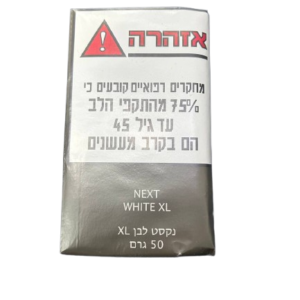 אזהרה
מחקרים רפואיים קובעים כי
75% מהתקפי הלב
עד גיל 45
הם בקרב מעשנים
NEXT
WHITE XL
נקסט לבן XL
50 גרם